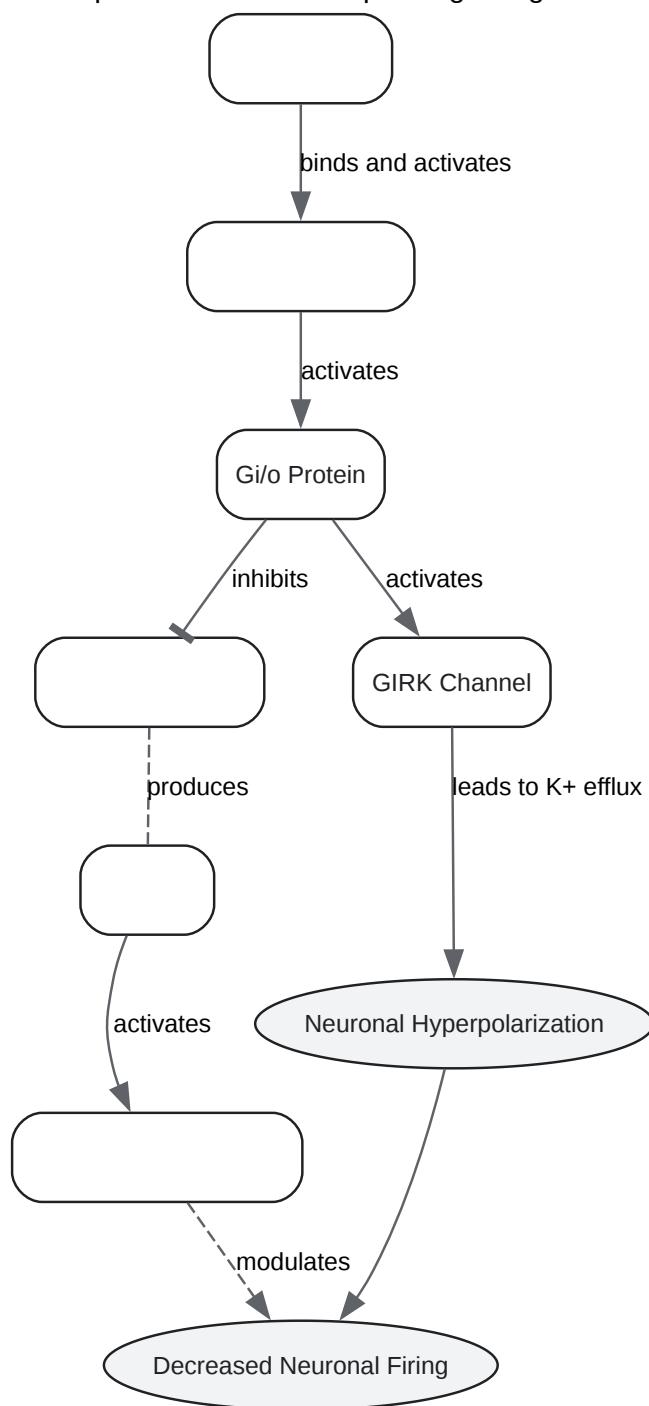 binds and activates
activates
Gi/o Protein
inhibits
activates
GIRK Channel
produces
leads to K+ efflux
activates
Neuronal Hyperpolarization
modulates
Decreased Neuronal Firing